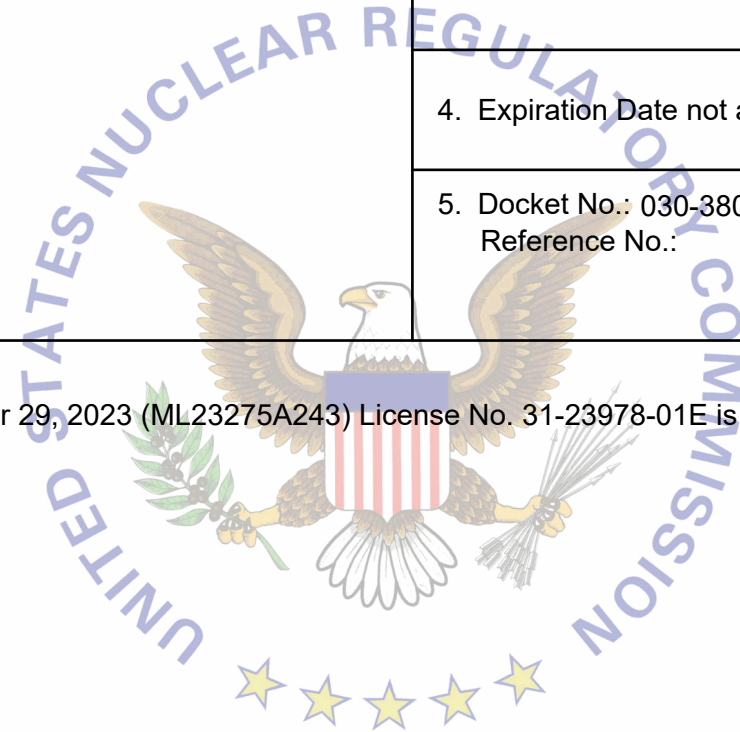 UNITED STATES NUCLEAR REGULATORY COMMISSION
4. Expiration Date not a
5. Docket No.: 030-380
Reference No.:
r 29, 2023 (ML23275A243) License No. 31-23978-01E is